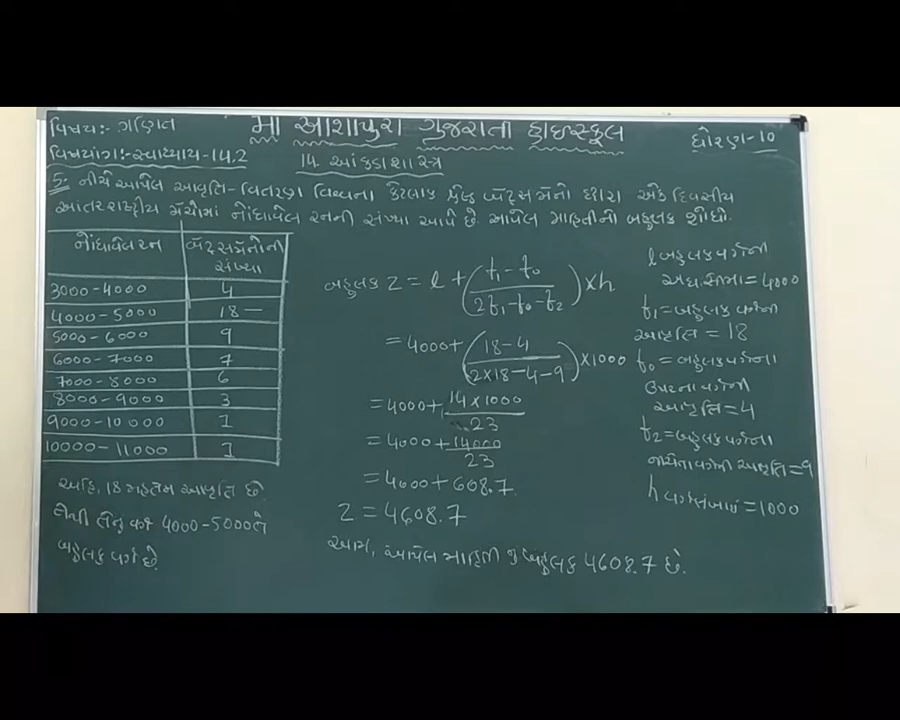 વિષય:- ગણિત
મા આશાપુરા ગુજરાતી હાઇસ્કૂલ
ધોરણ-10
વિષયાંગ:-સ્વાધ્યાય-14.2
14. આંકડાશાસ્ત્ર
5. નીચે આપેલ આવૃતિ-વિતરણ વિશ્વના કેટલાક શ્રેષ્ઠ બૅટ્સમૅનો દ્વારા એક દિવસીય
આંતરરાષ્ટ્રીય મૅચોમાં નોંધાયેલ રનની સંખ્યા આપે છે. આપેલ માહિતીનો બહુલક શોધો.
નોંધાયેલ રન બૅટ્સમૅનોની સંખ્યા
3000-4000 4
4000-5000 18
5000-6000 9
6000-7000 7
7000-8000 6
8000-9000 3
9000-10000 1
10000-11000 1
અહિ, 18 મહત્તમ આવૃતિ છે.
તેથી તેનુ વર્ગ 4000-5000 તે
બહુલક વર્ગ છે.
બહુલક Z = l + (f₁ - f₀ / 2f₁ - f₀ - f₂) × h
= 4000 + (18 - 4 / 2×18 - 4 - 9) × 1000
= 4000 + 14 × 1000 / 23
= 4000 + 14000 / 23
= 4000 + 608.7
Z = 4608.7
આમ, આપેલ માહિતી નુ બહુલક 4608.7 છે.
l બહુલક વર્ગની
અધઃસીમા = 4000
f₁ = બહુલક વર્ગની
આવૃતિ = 18
f₀ = બહુલક વર્ગના
ઉપરના વર્ગની
આવૃતિ = 4
f₂ = બહુલક વર્ગના
નીચેના વર્ગની આવૃતિ = 9
h વર્ગલંબાઇ = 1000